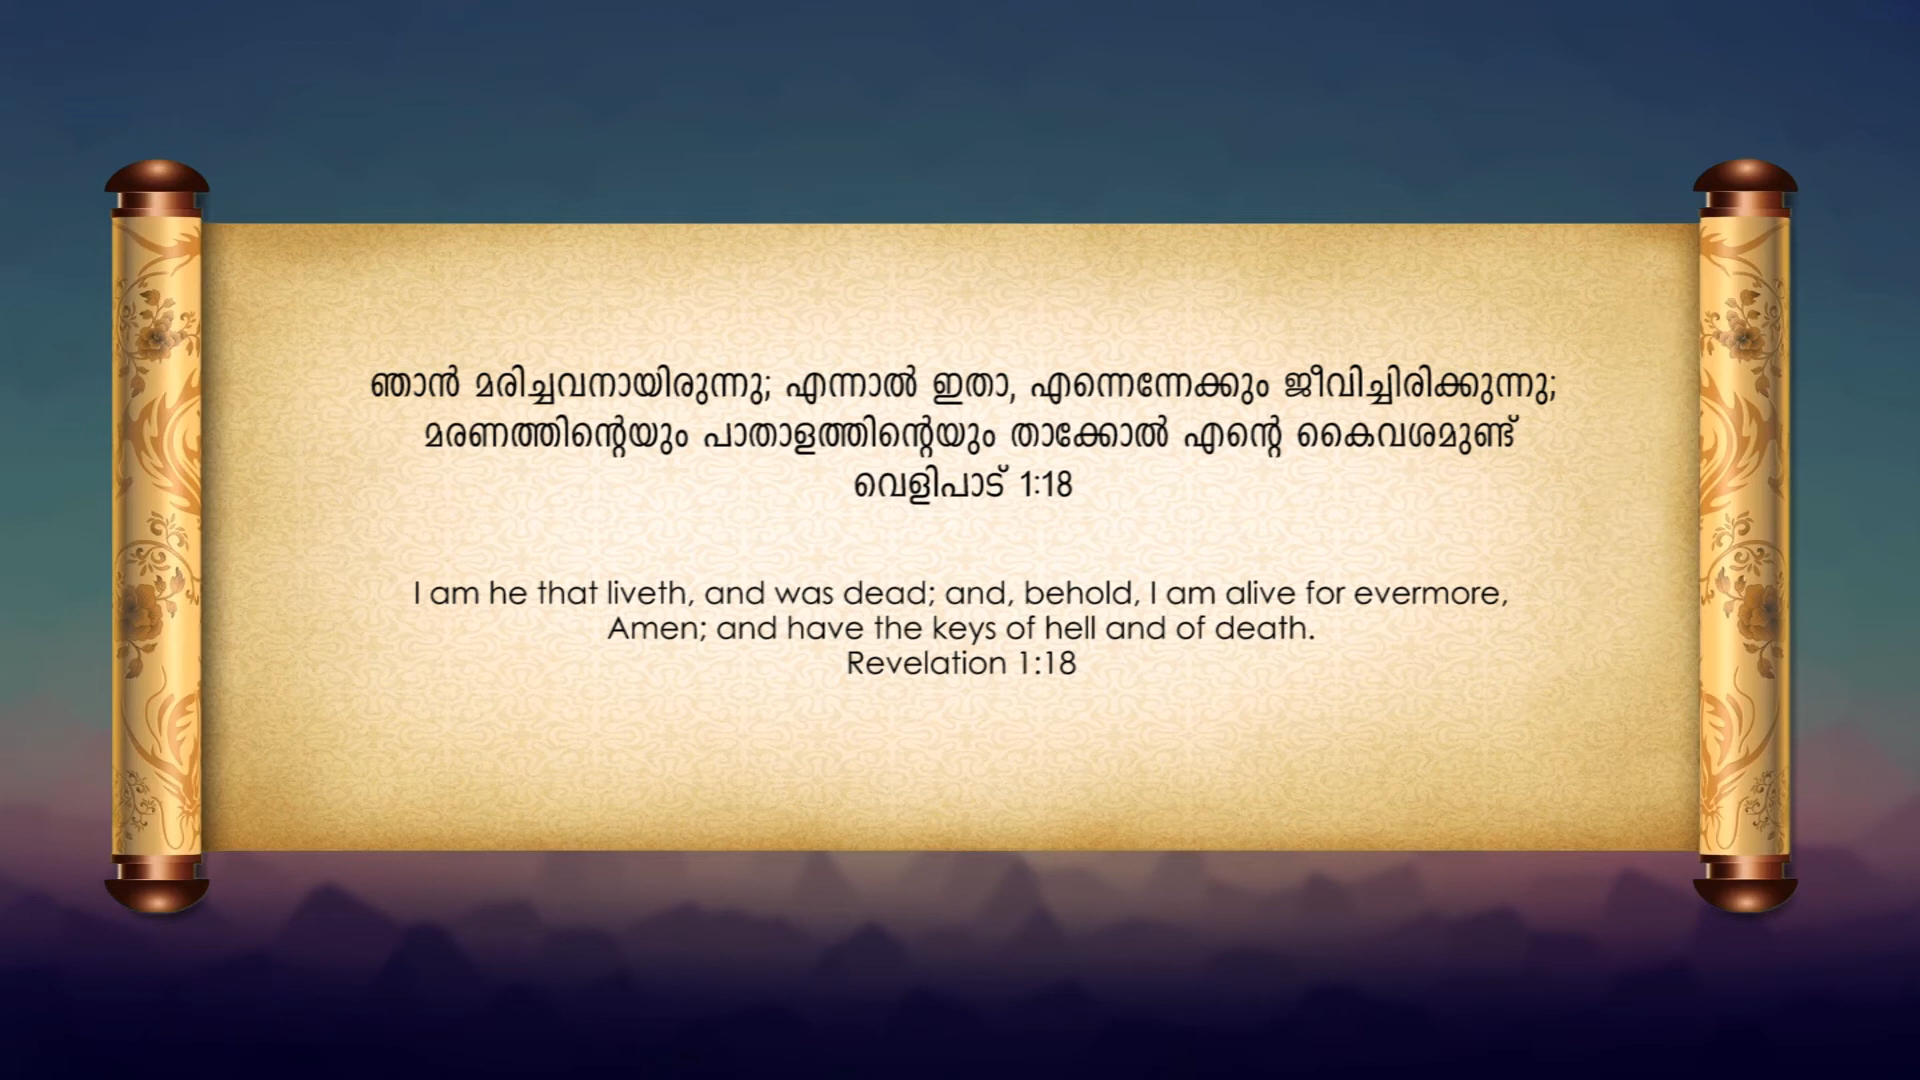 ഞാൻ മരിച്ചവനായിരുന്നു; എന്നാൽ ഇതാ, എന്നെന്നേക്കും ജീവിച്ചിരിക്കുന്നു;
മരണത്തിന്റെയും പാതാളത്തിന്റെയും താക്കോൽ എന്റെ കൈവശമുണ്ട്
വെളിപാട് 1:18
I am he that liveth, and was dead; and, behold, I am alive for evermore,
Amen; and have the keys of hell and of death.
Revelation 1:18